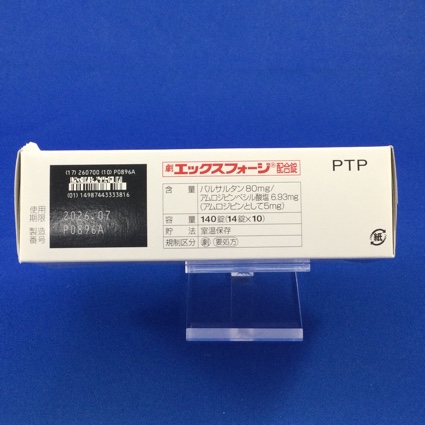 (17) 260700 (10) P0896A
(01) 14987443333816
使用
期限
2026.07
製造
番号
P0896A
劇 エックスフォージ®配合錠
含 量 バルサルタン 80mg/
アムロジピンベシル酸塩 6.93mg
(アムロジピンとして5mg)
容 量 140錠(14錠×10)
貯 法 室温保存
規制区分 劇 要処方
PTP
紙